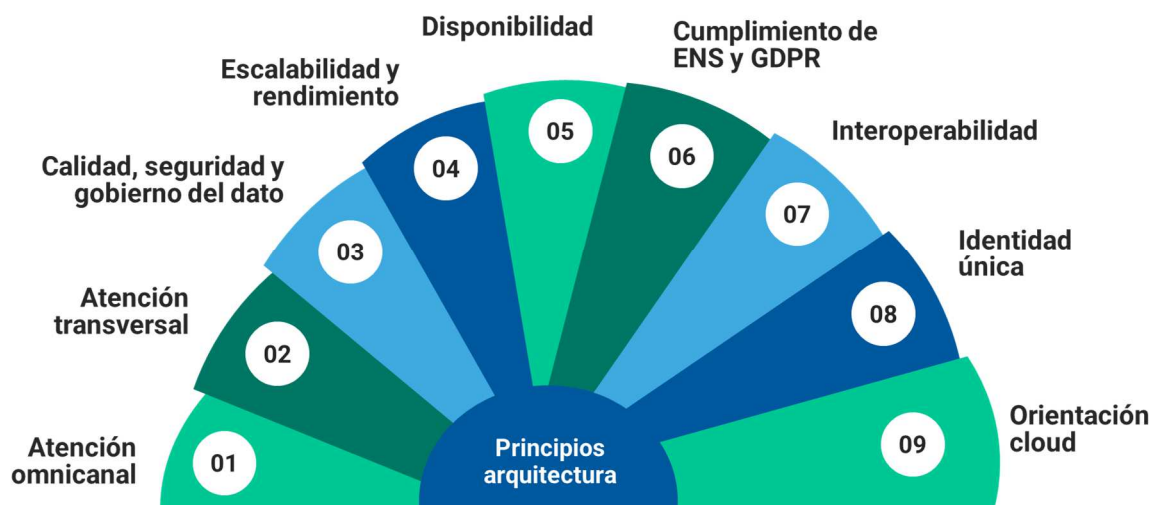 Atención
omnicanal
01
Atención
transversal
02
Calidad, seguridad y
gobierno del dato
03
Escalabilidad y
rendimiento
04
Disponibilidad
05
Cumplimiento de
ENS y GDPR
06
Interoperabilidad
07
Identidad
única
08
Orientación
cloud
09
Principios
arquitectura